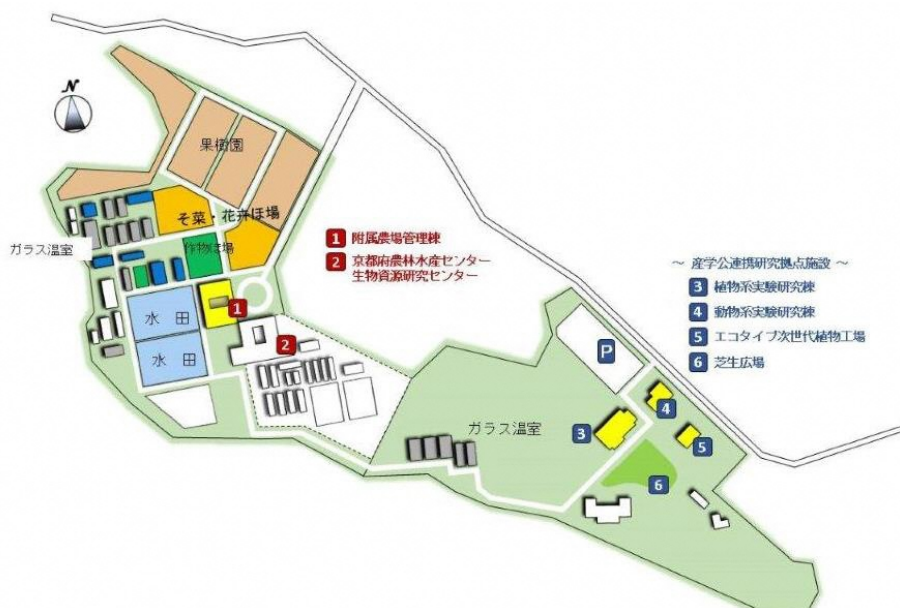 N
果樹園
そ菜・花卉ほ場
ガラス温室
作物ほ場
1 附属農場管理棟
2 京都府農林水産センター
生物資源研究センター
~ 産学公連携研究拠点施設 ~
3 植物系実験研究棟
4 動物系実験研究棟
5 エコタイプ次世代植物工場
6 芝生広場
1
水田
2
水田
P
4
ガラス温室
3
5
6